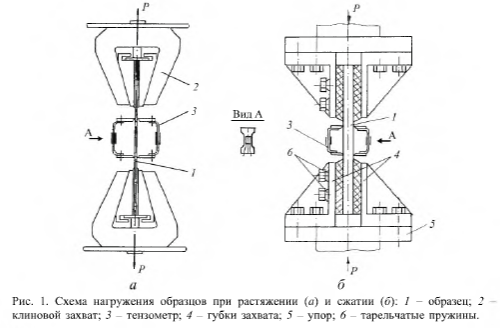 P
P
2
1
3
Вид А
3
А
А
6
4
1
5
P
P
а
б
Рис. 1. Схема нагружения образцов при растяжении (а) и сжатии (б): 1 – образец; 2 –
клиновой захват; 3 – тензометр; 4 – губки захвата; 5 – упор; 6 – тарельчатые пружины.